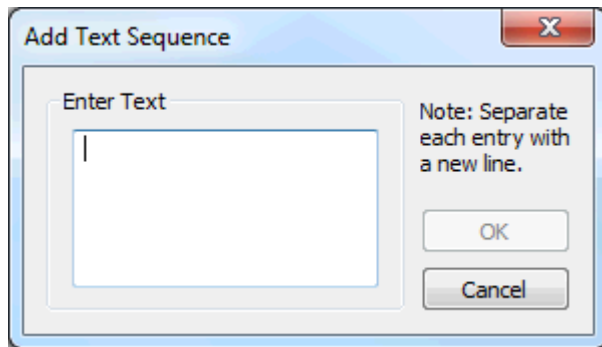 Add Text Sequence
Enter Text
Note: Separate
each entry with
a new line.
OK
Cancel